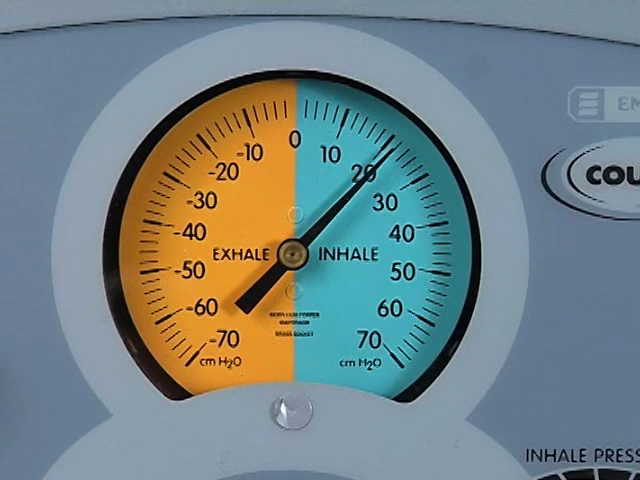 0
-10 10
-20 20
-30 30
-40 40
EXHALE INHALE
-50 50
-60 60
-70 70
cm H2O cm H2O
EM
COU
INHALE PRESS